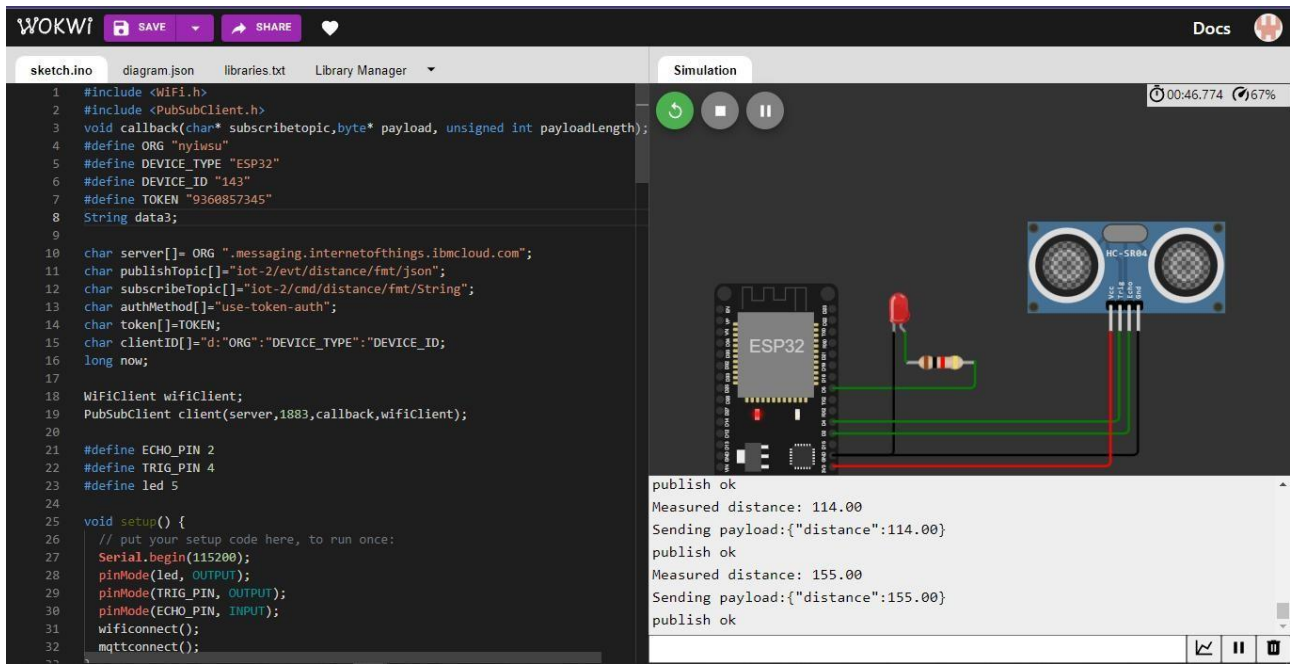 WOKWi SAVE SHARE Docs
sketch.ino diagram.json libraries.txt Library Manager
1 #include <WiFi.h>
2 #include <PubSubClient.h>
3 void callback(char* subscribetopic,byte* payload, unsigned int payloadLength);
4 #define ORG "nyiwsu"
5 #define DEVICE_TYPE "ESP32"
6 #define DEVICE_ID "143"
7 #define TOKEN "9360857345"
8 String data3;
9
10 char server[]= ORG ".messaging.internetofthings.ibmcloud.com";
11 char publishTopic[]="iot-2/evt/distance/fmt/json";
12 char subscribeTopic[]="iot-2/cmd/distance/fmt/String";
13 char authMethod[]="use-token-auth";
14 char token[]=TOKEN;
15 char clientID[]="d:"ORG":"DEVICE_TYPE":"DEVICE_ID;
16 long now;
17
18 WiFiClient wifiClient;
19 PubSubClient client(server,1883,callback,wifiClient);
20
21 #define ECHO_PIN 2
22 #define TRIG_PIN 4
23 #define led 5
24
25 void setup() {
26 // put your setup code here, to run once:
27 Serial.begin(115200);
28 pinMode(led, OUTPUT);
29 pinMode(TRIG_PIN, OUTPUT);
30 pinMode(ECHO_PIN, INPUT);
31 wificonnect();
32 mqttconnect();
Simulation
00:46.774 67%
HC-SR04
Vcc
Trig
Echo
Gnd
ESP32
publish ok
Measured distance: 114.00
Sending payload:{"distance":114.00}
publish ok
Measured distance: 155.00
Sending payload:{"distance":155.00}
publish ok